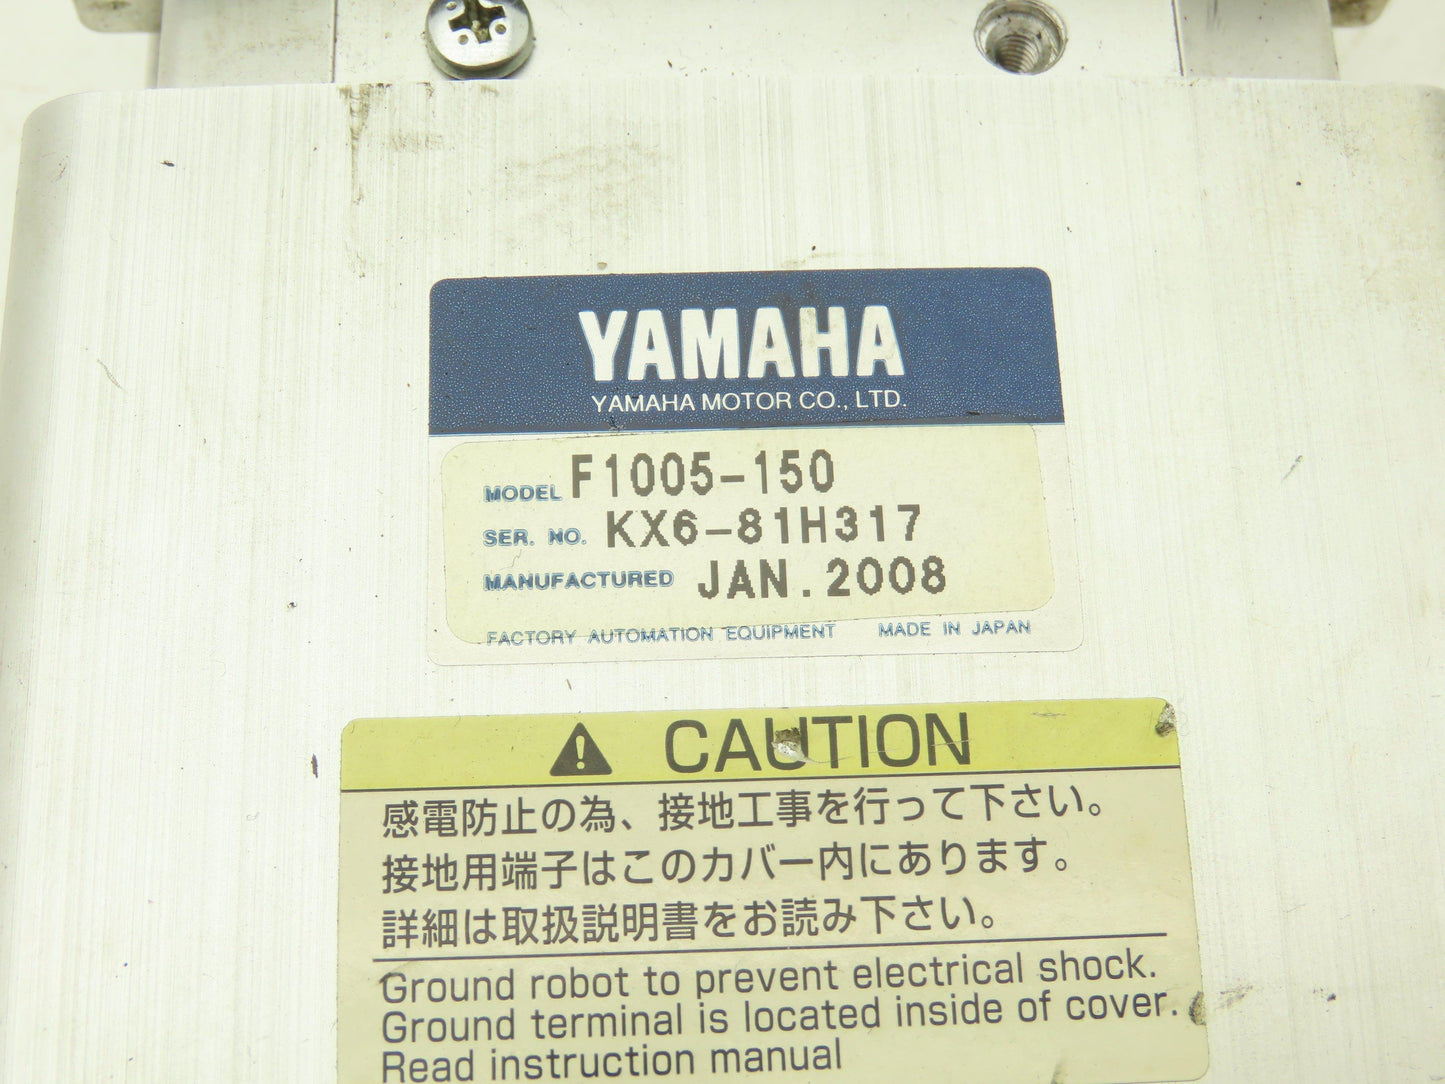 YAMAHA
YAMAHA MOTOR CO., LTD.
MODEL F1005-150
SER. NO. KX6-81H317
MANUFACTURED JAN.2008
FACTORY AUTOMATION EQUIPMENT MADE IN JAPAN
CAUTION
感電防止の為、接地工事を行って下さい。
接地用端子はこのカバー内にあります。
詳細は取扱説明書をお読み下さい。
Ground robot to prevent electrical shock.
Ground terminal is located inside of cover.
Read instruction manual